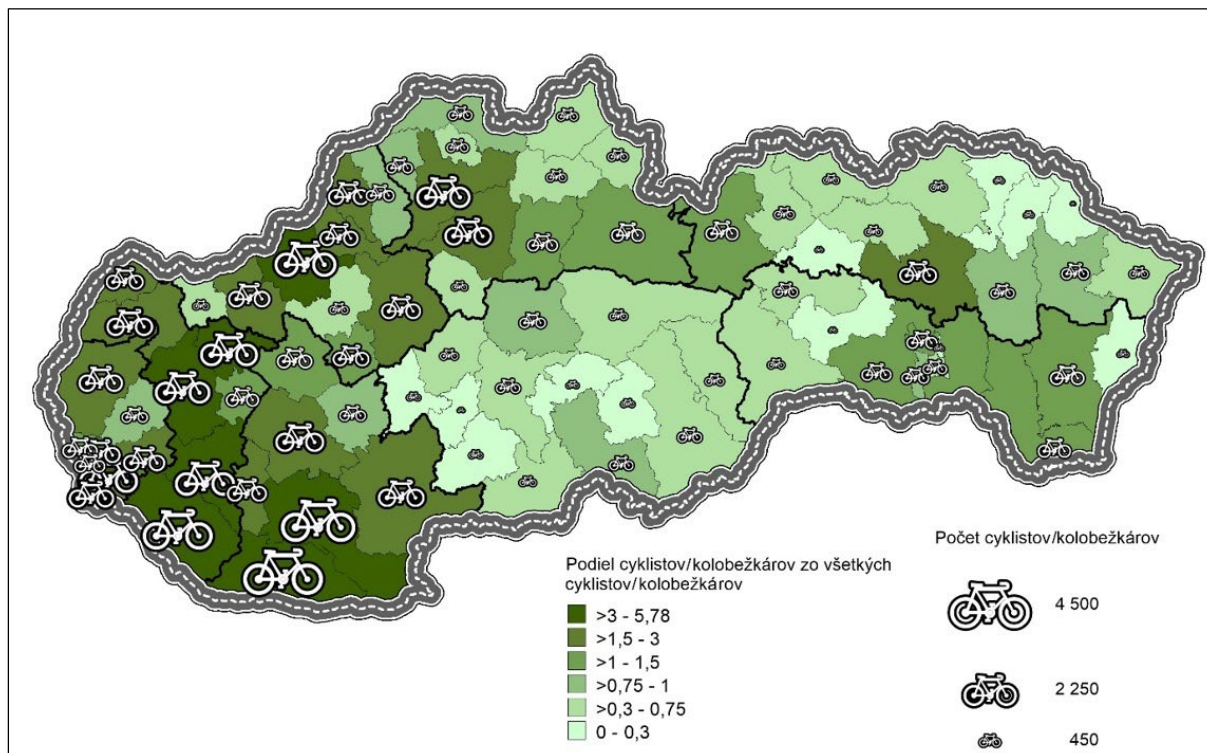 Podiel cyklistov/kolobežkárov zo všetkých
cyklistov/kolobežkárov
>3 - 5,78
>1,5 - 3
>1 - 1,5
>0,75 - 1
>0,3 - 0,75
0 - 0,3
Počet cyklistov/kolobežkárov
4 500
2 250
450